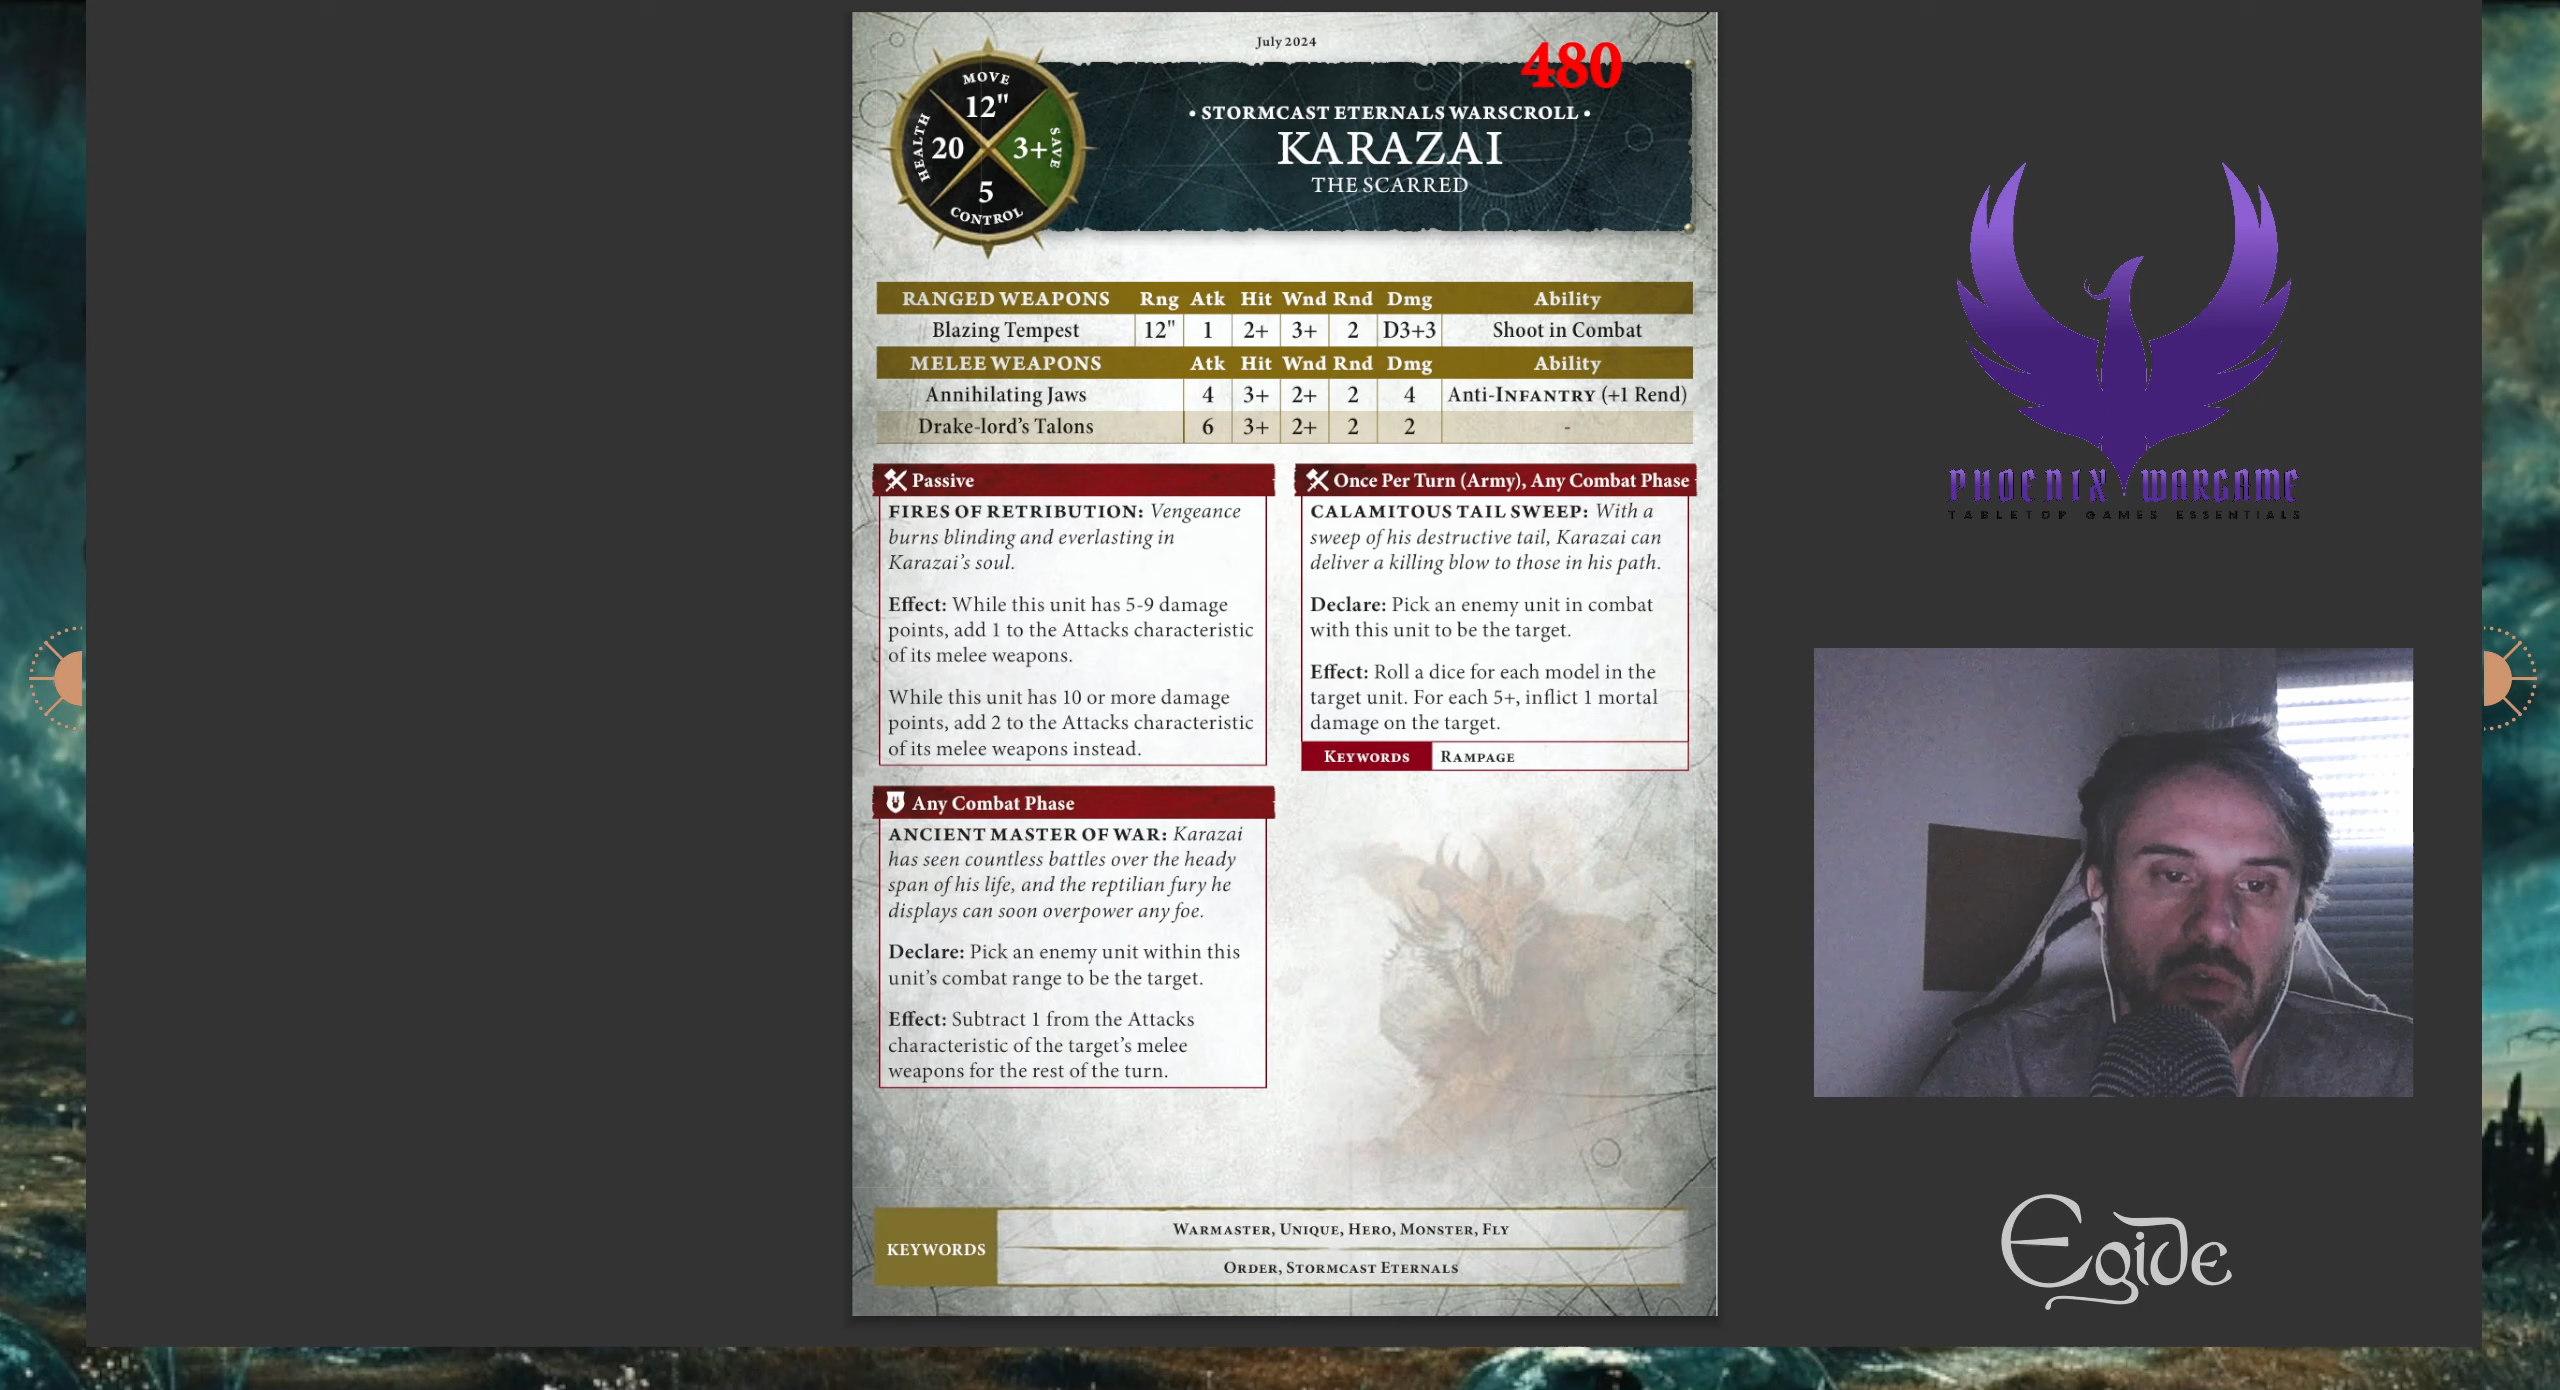 July 2024
480
MOVE
12"
HEALTH
20
3+
SAVE
5
CONTROL
• STORMCAST ETERNALS WARSCROLL •
KARAZAI
THE SCARRED
RANGED WEAPONS Rng Atk Hit Wnd Rnd Dmg Ability
Blazing Tempest 12" 1 2+ 3+ 2 D3+3 Shoot in Combat
MELEE WEAPONS Atk Hit Wnd Rnd Dmg Ability
Annihilating Jaws 4 3+ 2+ 2 4 Anti-INFANTRY (+1 Rend)
Drake-lord's Talons 6 3+ 2+ 2 2 -
Passive
FIRES OF RETRIBUTION: Vengeance
burns blinding and everlasting in
Karazai's soul.
Effect: While this unit has 5-9 damage
points, add 1 to the Attacks characteristic
of its melee weapons.
While this unit has 10 or more damage
points, add 2 to the Attacks characteristic
of its melee weapons instead.
Once Per Turn (Army), Any Combat Phase
CALAMITOUS TAIL SWEEP: With a
sweep of his destructive tail, Karazai can
deliver a killing blow to those in his path.
Declare: Pick an enemy unit in combat
with this unit to be the target.
Effect: Roll a dice for each model in the
target unit. For each 5+, inflict 1 mortal
damage on the target.
KEYWORDS RAMPAGE
Any Combat Phase
ANCIENT MASTER OF WAR: Karazai
has seen countless battles over the heady
span of his life, and the reptilian fury he
displays can soon overpower any foe.
Declare: Pick an enemy unit within this
unit's combat range to be the target.
Effect: Subtract 1 from the Attacks
characteristic of the target's melee
weapons for the rest of the turn.
KEYWORDS
WARMASTER, UNIQUE, HERO, MONSTER, FLY
ORDER, STORMCAST ETERNALS
PHOENIX WARGAME
TABLETOP GAMES ESSENTIALS
Egide